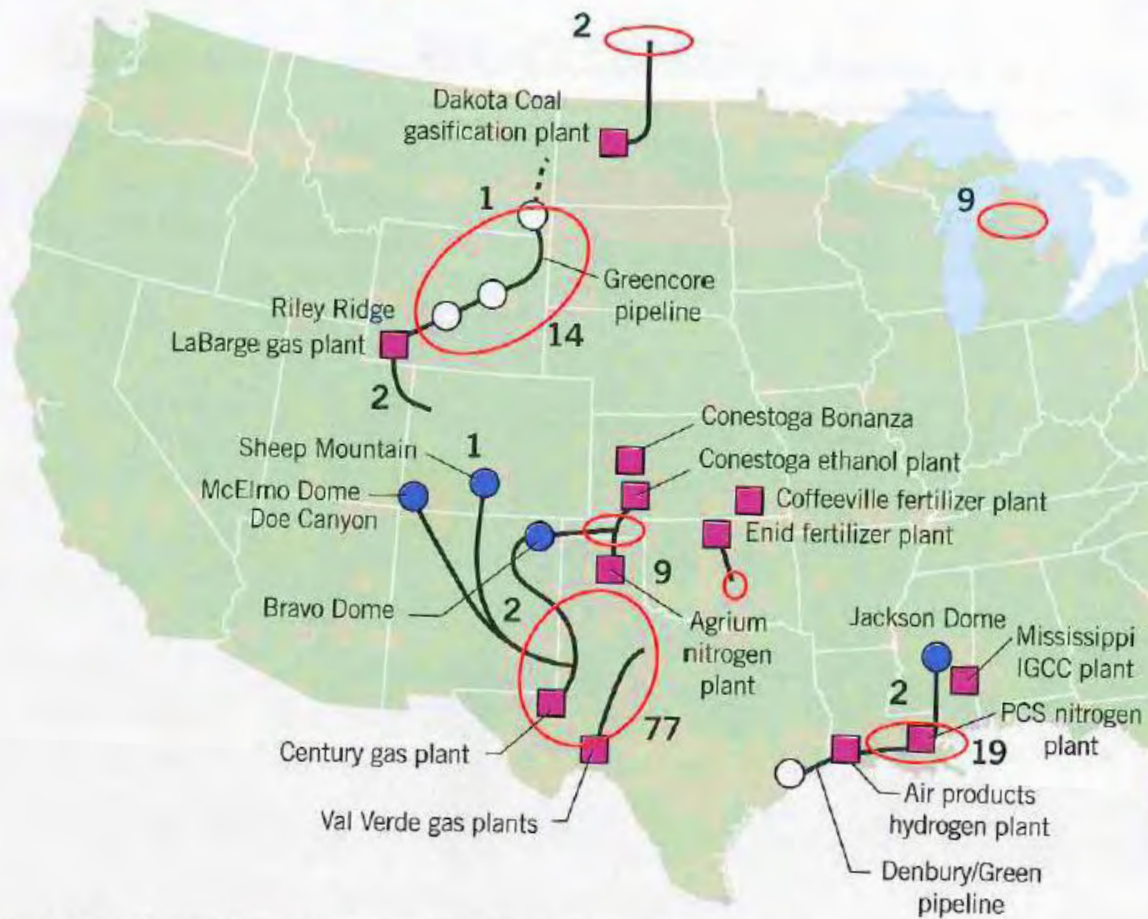 2
Dakota Coal
gasification plant
1
9
Greencore
pipeline
Riley Ridge
LaBarge gas plant
14
2
Conestoga Bonanza
Sheep Mountain
1
Conestoga ethanol plant
McElmo Dome
Doe Canyon
Coffeeville fertilizer plant
Enid fertilizer plant
9
Bravo Dome
2
Agrium
nitrogen
plant
Jackson Dome
Mississippi
IGCC plant
2
77
PCS nitrogen
plant
19
Century gas plant
Val Verde gas plants
Air products
hydrogen plant
Denbury/Green
pipeline